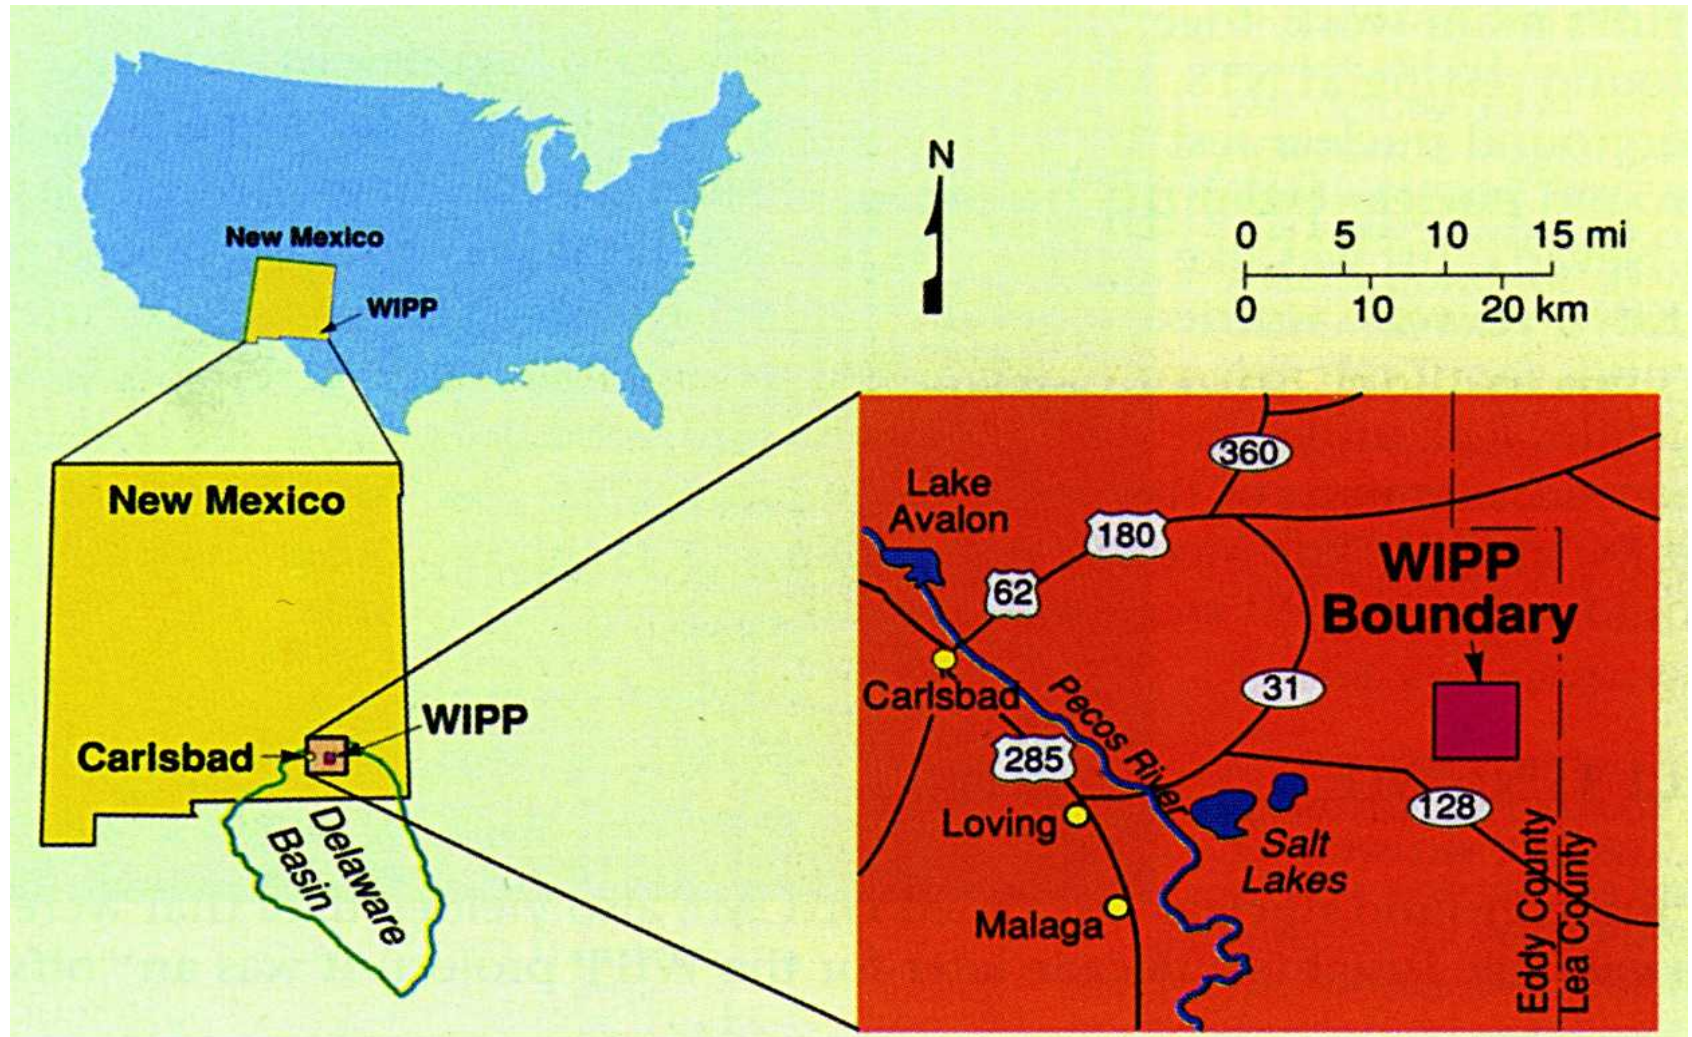 New Mexico
WIPP
N
0 5 10 15 mi
0 10 20 km
New Mexico
WIPP
Carlsbad
Delaware
Basin
360
Lake
Avalon
180
62
WIPP
Boundary
Carlsbad
31
Pecos River
285
128
Loving
Salt
Lakes
Malaga
Eddy County
Lea County